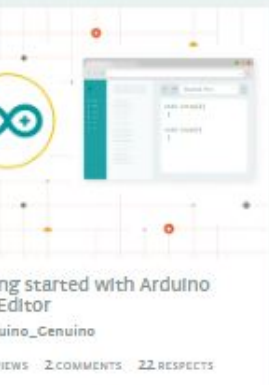 ng started with Arduino
Editor
uino_Genuino
IEWS 2 COMMENTS 22 RESPECTS